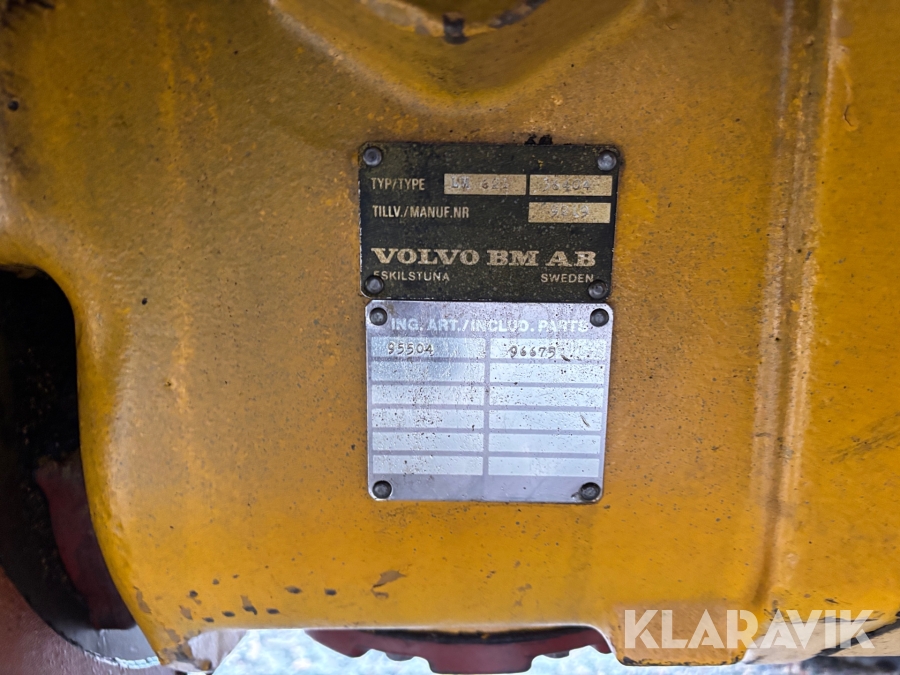 TYP/TYPE
TILLV./MANUF.NR
VOLVO BM AB
ESKILSTUNA SWEDEN
ING. ART./INCLUD. PARTS
95504 96675
KLARAVIK